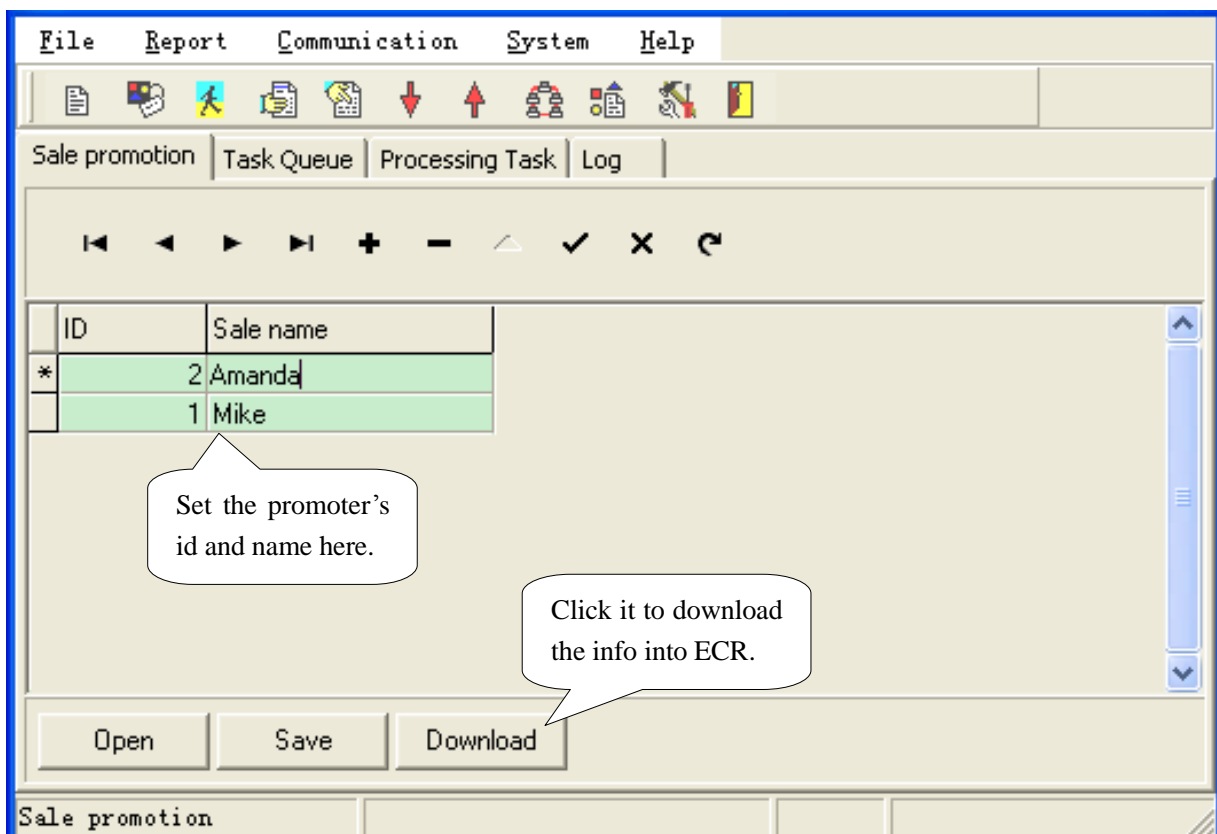 File Report Communication System Help
Sale promotion Task Queue Processing Task Log
ID Sale name
* 2 Amanda
1 Mike
Set the promoter’s
id and name here.
Click it to download
the info into ECR.
Open Save Download
Sale promotion